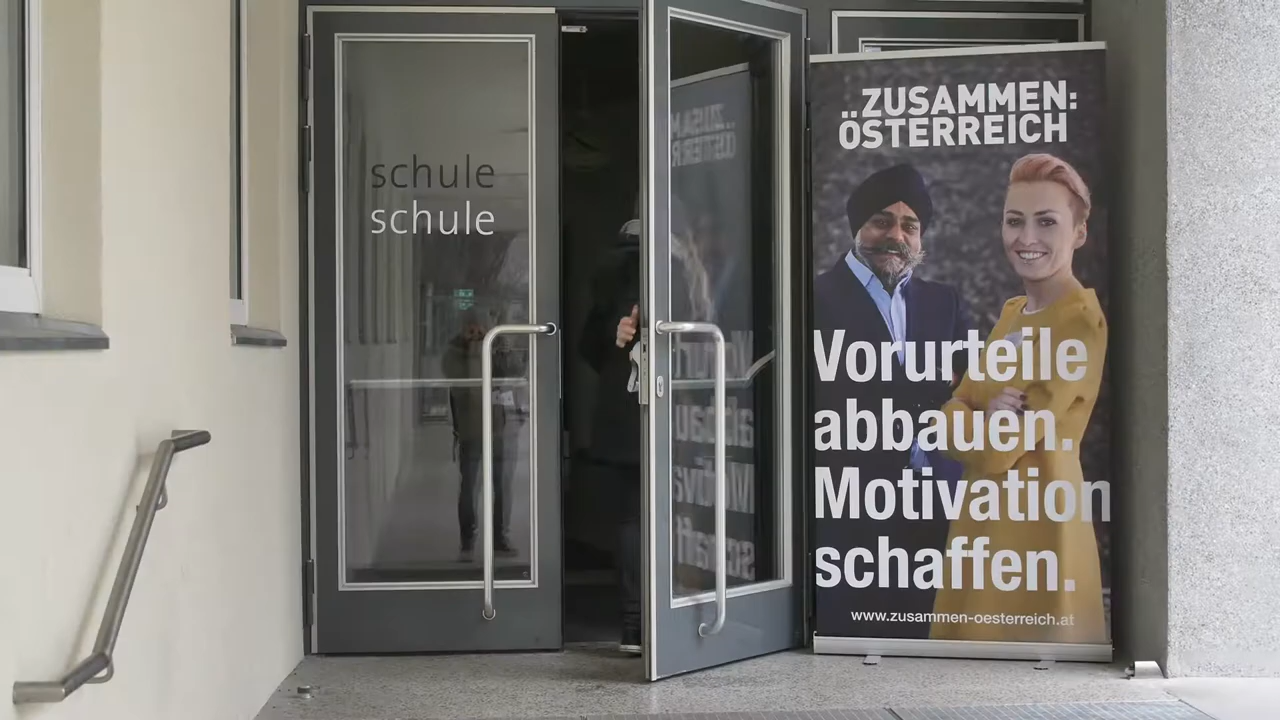 schule
schule
ZUSAMMEN:
ÖSTERREICH
Vorurteile
abbauen.
Motivation
schaffen.
www.zusammen-oesterreich.at